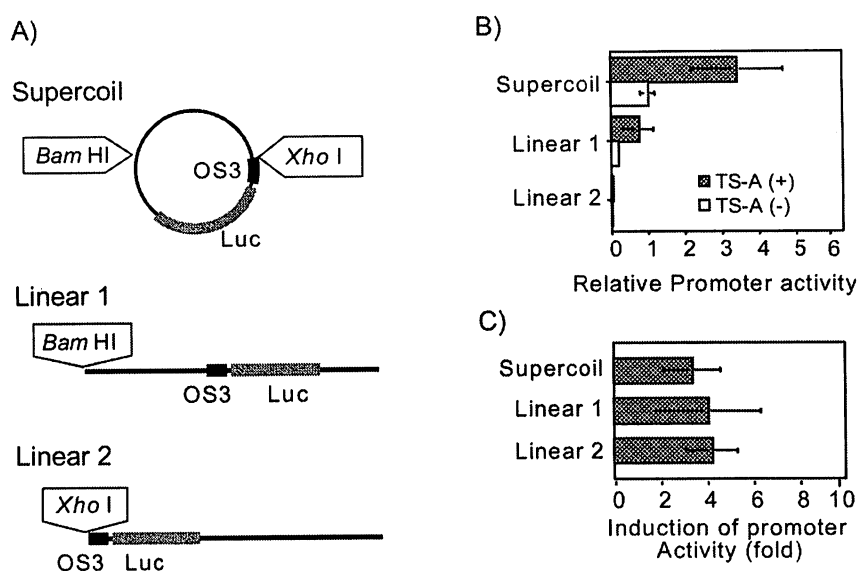 A)
Supercoil
Bam HI
OS3
Xho I
Luc
Linear 1
Bam HI
OS3
Luc
Linear 2
Xho I
OS3
Luc
B)
Supercoil
Linear 1
Linear 2
TS-A (+)
TS-A (-)
0 1 2 3 4 5 6
Relative Promoter activity
C)
Supercoil
Linear 1
Linear 2
0 2 4 6 8 10
Induction of promoter
Activity (fold)